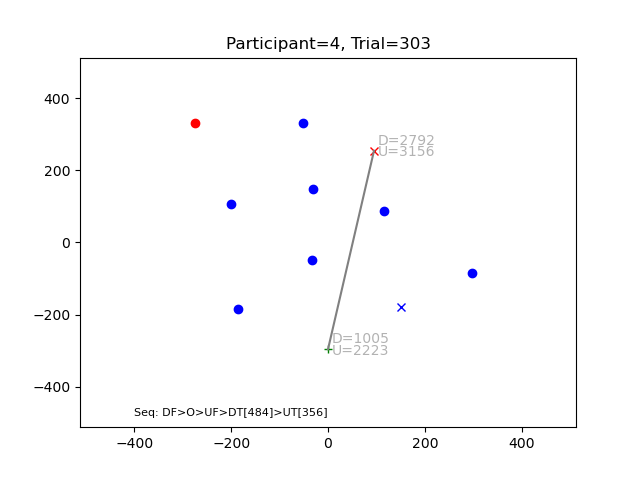 Participant=4, Trial=303
400
200
0
−200
−400
D=2792
U=3156
D=1005
U=2223
Seq: DF>O>UF>DT[484]>UT[356]
−400
−200
0
200
400